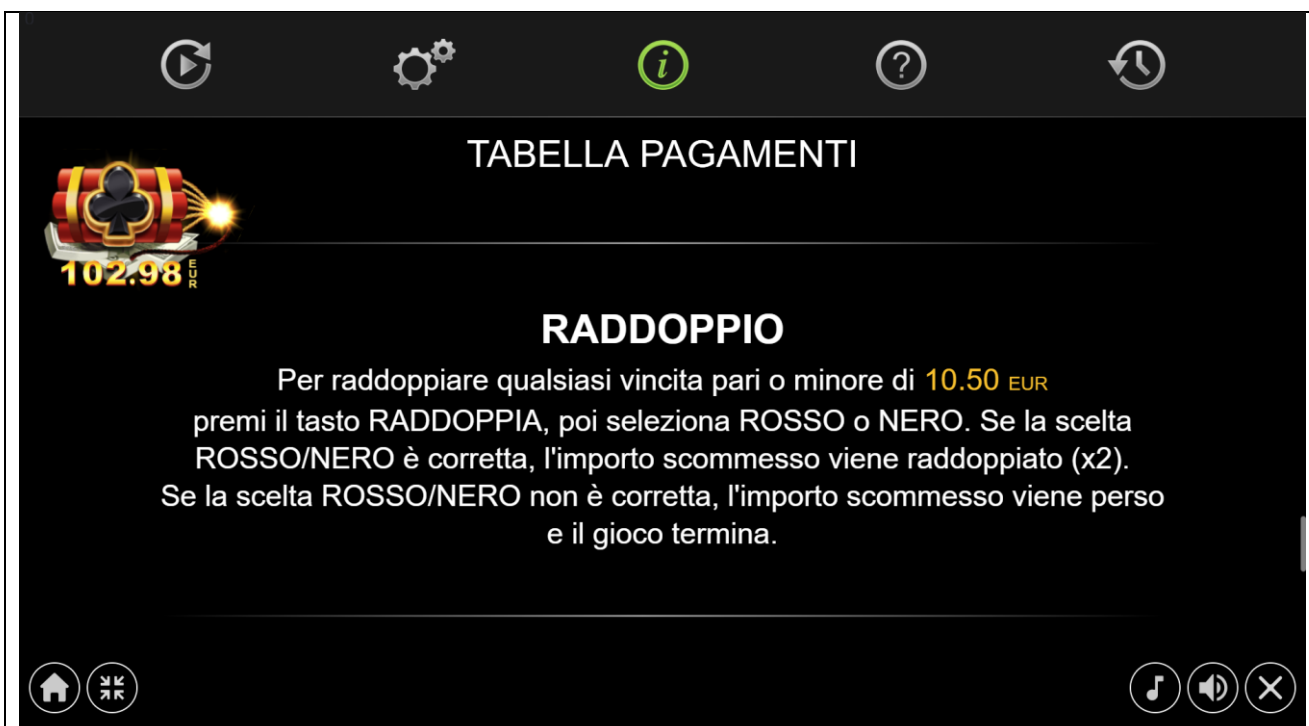 0
TABELLA PAGAMENTI
102.98 EUR
RADDOPPIO
Per raddoppiare qualsiasi vincita pari o minore di 10.50 EUR
premi il tasto RADDOPPIA, poi seleziona ROSSO o NERO. Se la scelta
ROSSO/NERO è corretta, l'importo scommesso viene raddoppiato (x2).
Se la scelta ROSSO/NERO non è corretta, l'importo scommesso viene perso
e il gioco termina.